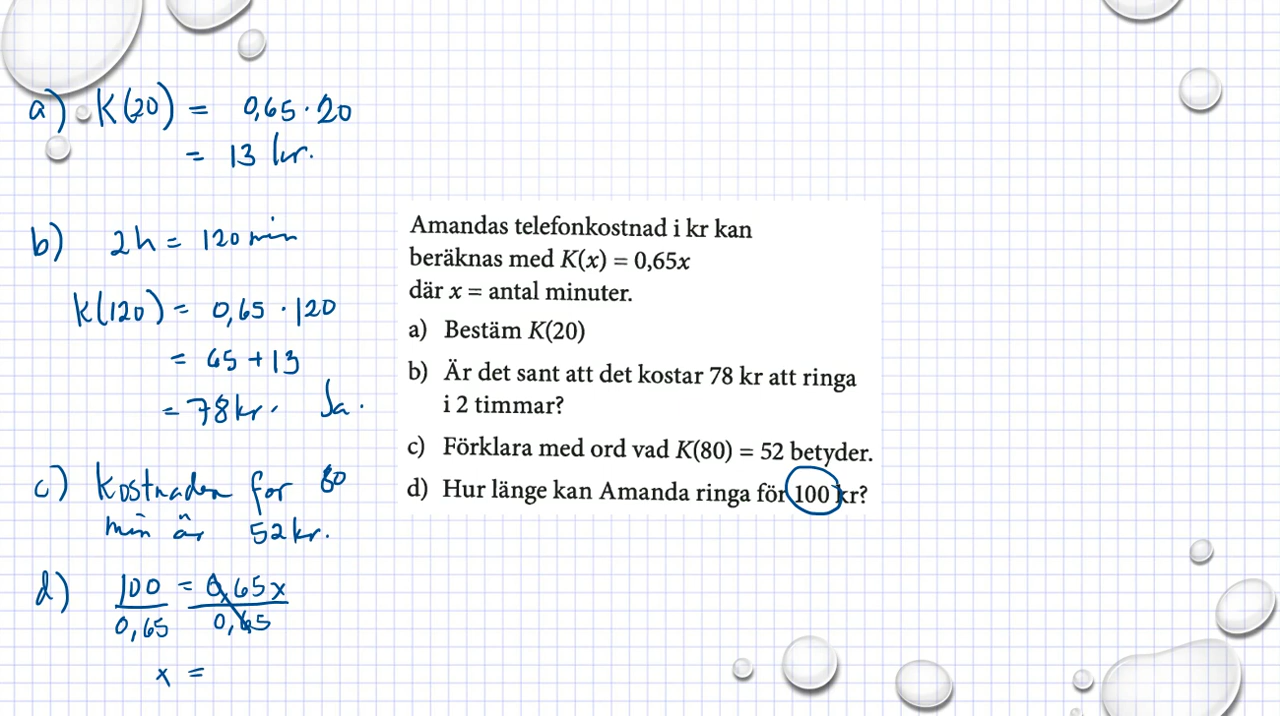 a) K(20) = 0,65 · 20
= 13 kr.
b) 2h = 120 min
K(120) = 0,65 · 120
= 65 + 13
= 78 kr. Ja.
c) Kostnaden för 80
min är 52 kr.
d) 100 = 0,65x
0,65 0,65
x =
Amandas telefonkostnad i kr kan
beräknas med K(x) = 0,65x
där x = antal minuter.
a) Bestäm K(20)
b) Är det sant att det kostar 78 kr att ringa
i 2 timmar?
c) Förklara med ord vad K(80) = 52 betyder.
d) Hur länge kan Amanda ringa för 100 kr?